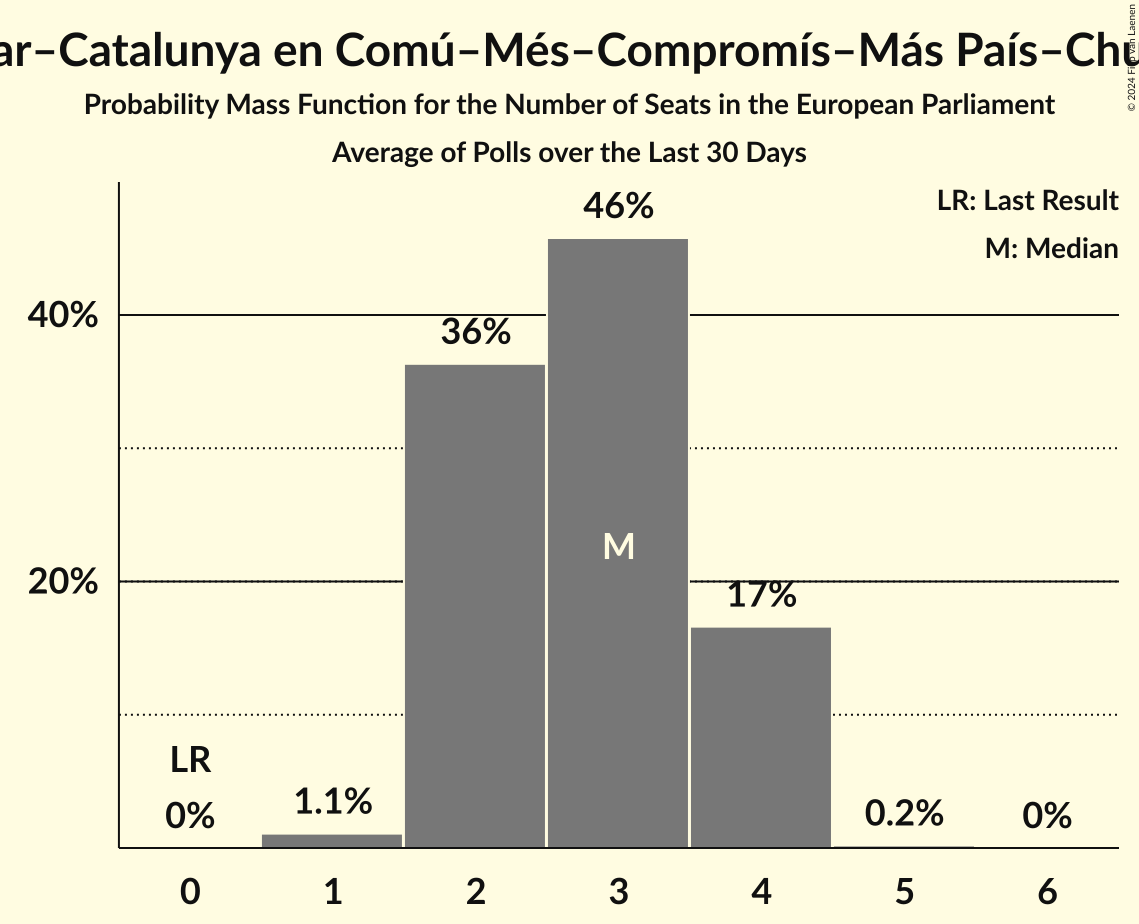 ar–Catalunya en Comú–Més–Compromís–Más País–Chu
© 2024 Filip van Laenen
Probability Mass Function for the Number of Seats in the European Parliament
Average of Polls over the Last 30 Days
LR: Last Result
M: Median
46%
40%
36%
M
20%
17%
LR
0%
1.1%
0.2%
0%
0 1 2 3 4 5 6